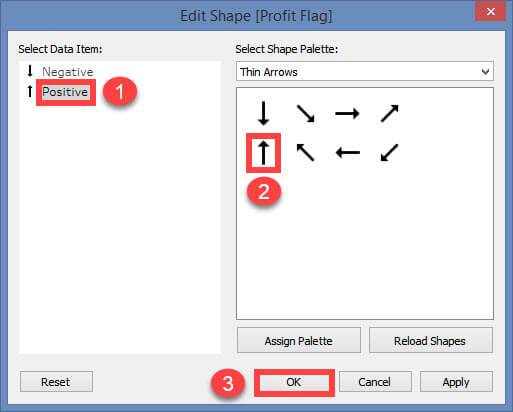 Edit Shape [Profit Flag]
Select Data Item:
Select Shape Palette:
Negative
Positive
1
Thin Arrows
2
Assign Palette
Reload Shapes
Reset
3
OK
Cancel
Apply